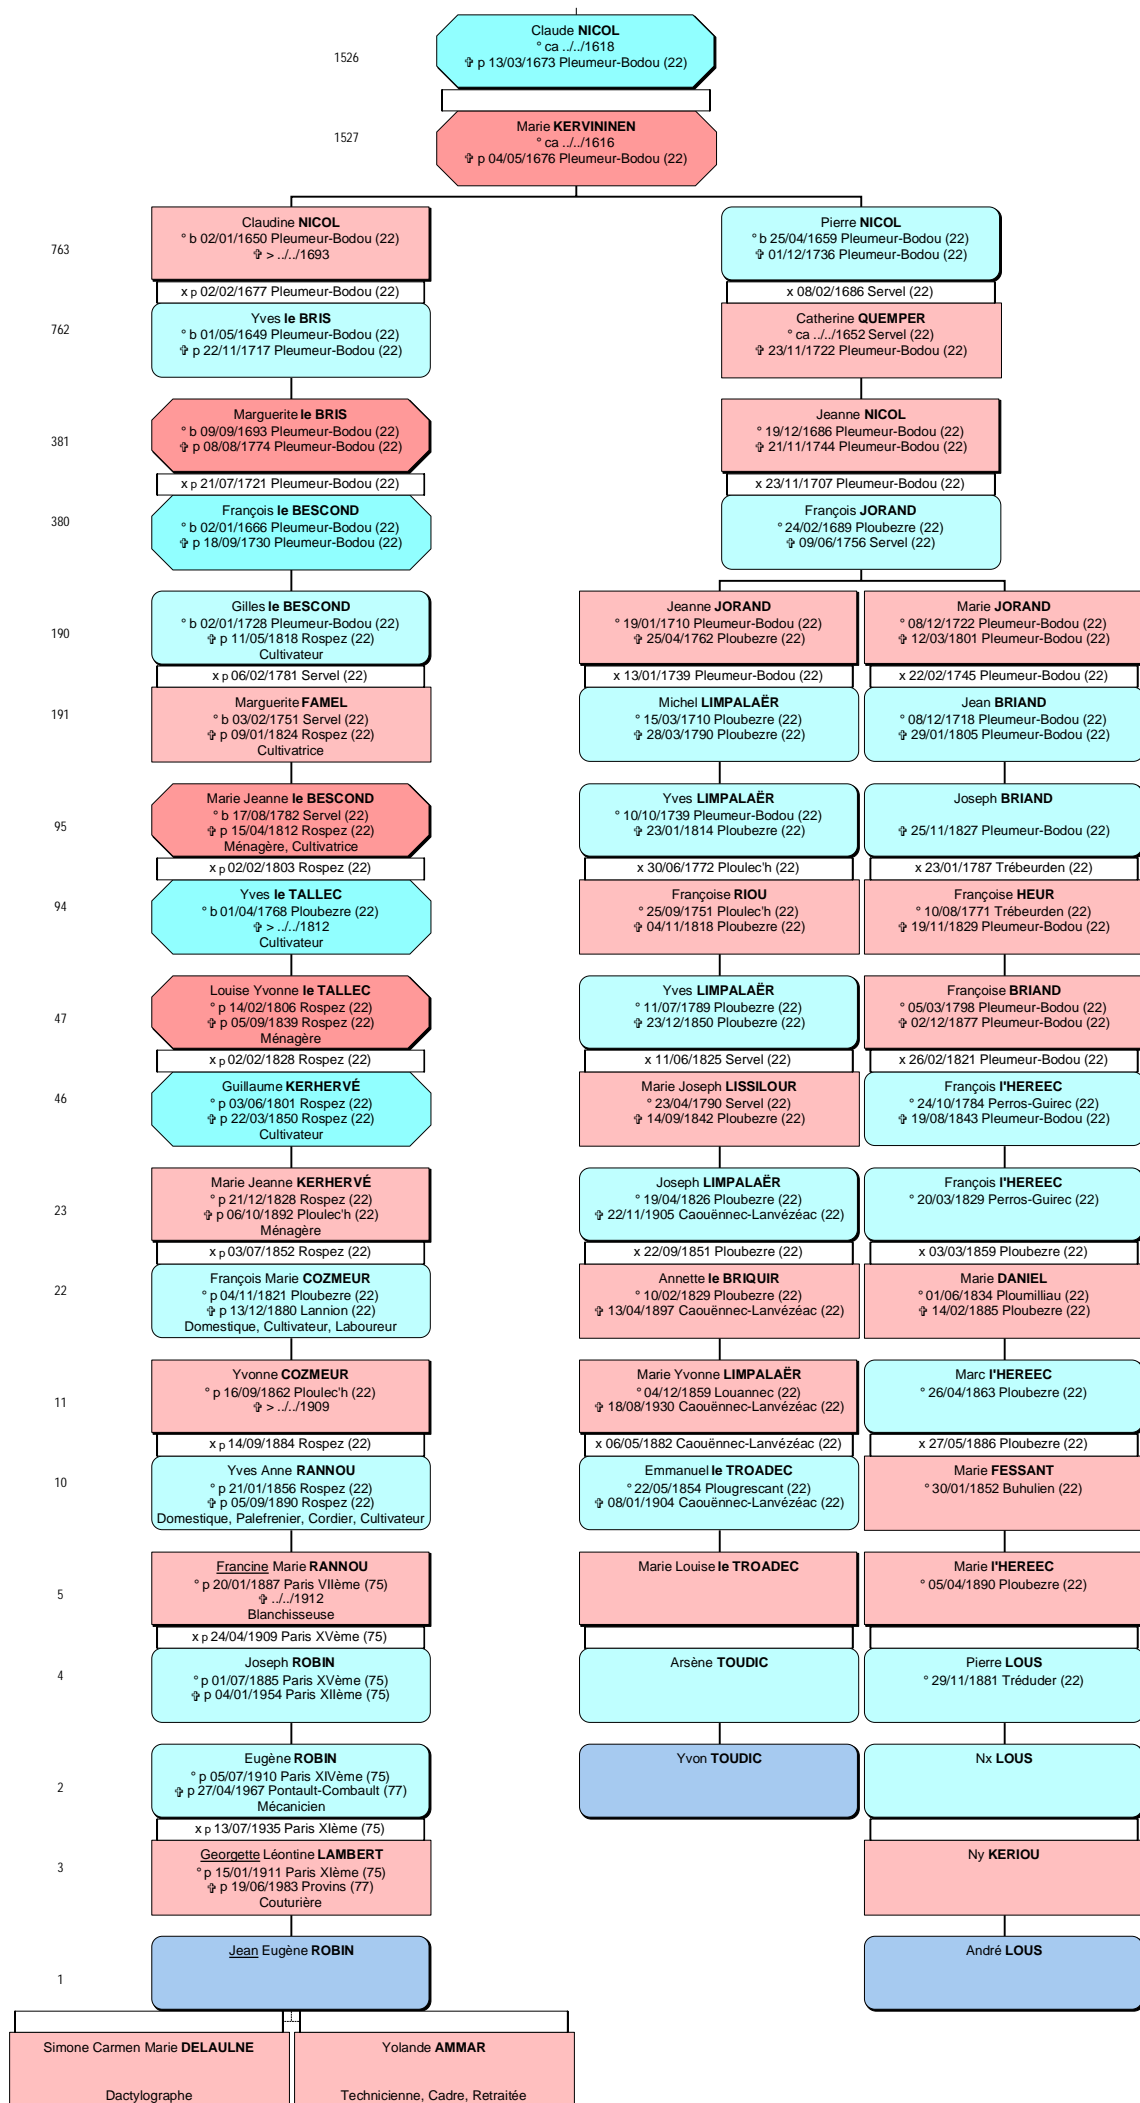 Claude NICOL
° ca ../../1618
✞ p 13/03/1673 Pleumeur-Bodou (22)
1526
Marie KERVININEN
° ca ../../1616
✞ p 04/05/1676 Pleumeur-Bodou (22)
1527
Claudine NICOL
° b 02/01/1650 Pleumeur-Bodou (22)
✞ > ../../1693
763
x p 02/02/1677 Pleumeur-Bodou (22)
Yves le BRIS
° b 01/05/1649 Pleumeur-Bodou (22)
✞ p 22/11/1717 Pleumeur-Bodou (22)
762
Pierre NICOL
° b 25/04/1659 Pleumeur-Bodou (22)
✞ 01/12/1736 Pleumeur-Bodou (22)
x 08/02/1686 Servel (22)
Catherine QUEMPER
° ca ../../1652 Servel (22)
✞ 23/11/1722 Pleumeur-Bodou (22)
Marguerite le BRIS
° b 09/09/1693 Pleumeur-Bodou (22)
✞ p 08/08/1774 Pleumeur-Bodou (22)
381
x p 21/07/1721 Pleumeur-Bodou (22)
François le BESCOND
° b 02/01/1666 Pleumeur-Bodou (22)
✞ p 18/09/1730 Pleumeur-Bodou (22)
380
Jeanne NICOL
° 19/12/1686 Pleumeur-Bodou (22)
✞ 21/11/1744 Pleumeur-Bodou (22)
x 23/11/1707 Pleumeur-Bodou (22)
François JORAND
° 24/02/1689 Ploubezre (22)
✞ 09/06/1756 Servel (22)
Gilles le BESCOND
° b 02/01/1728 Pleumeur-Bodou (22)
✞ p 11/05/1818 Rospez (22)
Cultivateur
190
x p 06/02/1781 Servel (22)
Marguerite FAMEL
° b 03/02/1751 Servel (22)
✞ p 09/01/1824 Rospez (22)
Cultivatrice
191
Jeanne JORAND
° 19/01/1710 Pleumeur-Bodou (22)
✞ 25/04/1762 Ploubezre (22)
x 13/01/1739 Pleumeur-Bodou (22)
Michel LIMPALAËR
° 15/03/1710 Ploubezre (22)
✞ 28/03/1790 Ploubezre (22)
Marie JORAND
° 08/12/1722 Pleumeur-Bodou (22)
✞ 12/03/1801 Pleumeur-Bodou (22)
x 22/02/1745 Pleumeur-Bodou (22)
Jean BRIAND
° 08/12/1718 Pleumeur-Bodou (22)
✞ 29/01/1805 Pleumeur-Bodou (22)
Marie Jeanne le BESCOND
° b 17/08/1782 Servel (22)
✞ p 15/04/1812 Rospez (22)
Ménagère, Cultivatrice
95
x p 02/02/1803 Rospez (22)
Yves le TALLEC
° b 01/04/1768 Ploubezre (22)
✞ > ../../1812
Cultivateur
94
Yves LIMPALAËR
° 10/10/1739 Pleumeur-Bodou (22)
✞ 23/01/1814 Ploubezre (22)
x 30/06/1772 Ploulec'h (22)
Françoise RIOU
° 25/09/1751 Ploulec'h (22)
✞ 04/11/1818 Ploubezre (22)
Joseph BRIAND
✞ 25/11/1827 Pleumeur-Bodou (22)
x 23/01/1787 Trébeurden (22)
Françoise HEUR
° 10/08/1771 Trébeurden (22)
✞ 19/11/1829 Pleumeur-Bodou (22)
Louise Yvonne le TALLEC
° p 14/02/1806 Rospez (22)
✞ p 05/09/1839 Rospez (22)
Ménagère
47
x p 02/02/1828 Rospez (22)
Guillaume KERHERVÉ
° p 03/06/1801 Rospez (22)
✞ p 22/03/1850 Rospez (22)
Cultivateur
46
Yves LIMPALAËR
° 11/07/1789 Ploubezre (22)
✞ 23/12/1850 Ploubezre (22)
x 11/06/1825 Servel (22)
Marie Joseph LISSILOUR
° 23/04/1790 Servel (22)
✞ 14/09/1842 Ploubezre (22)
Françoise BRIAND
° 05/03/1798 Pleumeur-Bodou (22)
✞ 02/12/1877 Pleumeur-Bodou (22)
x 26/02/1821 Pleumeur-Bodou (22)
François l'HEREEC
° 24/10/1784 Perros-Guirec (22)
✞ 19/08/1843 Pleumeur-Bodou (22)
Marie Jeanne KERHERVÉ
° p 21/12/1828 Rospez (22)
✞ p 06/10/1892 Ploulec'h (22)
Ménagère
23
x p 03/07/1852 Rospez (22)
François Marie COZMEUR
° p 04/11/1821 Ploubezre (22)
✞ p 13/12/1880 Lannion (22)
Domestique, Cultivateur, Laboureur
22
Joseph LIMPALAËR
° 19/04/1826 Ploubezre (22)
✞ 22/11/1905 Caouënnec-Lanvézéac (22)
x 22/09/1851 Ploubezre (22)
Annette le BRIQUIR
° 10/02/1829 Ploubezre (22)
✞ 13/04/1897 Caouënnec-Lanvézéac (22)
François l'HEREEC
° 20/03/1829 Perros-Guirec (22)
x 03/03/1859 Ploubezre (22)
Marie DANIEL
° 01/06/1834 Ploumilliau (22)
✞ 14/02/1885 Ploubezre (22)
Yvonne COZMEUR
° p 16/09/1862 Ploulec'h (22)
✞ > ../../1909
11
x p 14/09/1884 Rospez (22)
Yves Anne RANNOU
° p 21/01/1856 Rospez (22)
✞ p 05/09/1890 Rospez (22)
Domestique, Palefrenier, Cordier, Cultivateur
10
Marie Yvonne LIMPALAËR
° 04/12/1859 Louannec (22)
✞ 18/08/1930 Caouënnec-Lanvézéac (22)
x 06/05/1882 Caouënnec-Lanvézéac (22)
Emmanuel le TROADEC
° 22/05/1854 Plougrescant (22)
✞ 08/01/1904 Caouënnec-Lanvézéac (22)
Marc l'HEREEC
° 26/04/1863 Ploubezre (22)
x 27/05/1886 Ploubezre (22)
Marie FESSANT
° 30/01/1852 Buhulien (22)
Francine Marie RANNOU
° p 20/01/1887 Paris VIIème (75)
✞ ../../1912
Blanchisseuse
5
x p 24/04/1909 Paris XVème (75)
Joseph ROBIN
° p 01/07/1885 Paris XVème (75)
✞ p 04/01/1954 Paris XIIème (75)
4
Marie Louise le TROADEC
Arsène TOUDIC
Marie l'HEREEC
° 05/04/1890 Ploubezre (22)
Pierre LOUS
° 29/11/1881 Tréduder (22)
Eugène ROBIN
° p 05/07/1910 Paris XIVème (75)
✞ p 27/04/1967 Pontault-Combault (77)
Mécanicien
2
x p 13/07/1935 Paris XIème (75)
Georgette Léontine LAMBERT
° p 15/01/1911 Paris XIème (75)
✞ p 19/06/1983 Provins (77)
Couturière
3
Yvon TOUDIC
Nx LOUS
Ny KERIOU
Jean Eugène ROBIN
1
André LOUS
Simone Carmen Marie DELAULNE
Dactylographe
Yolande AMMAR
Technicienne, Cadre, Retraitée